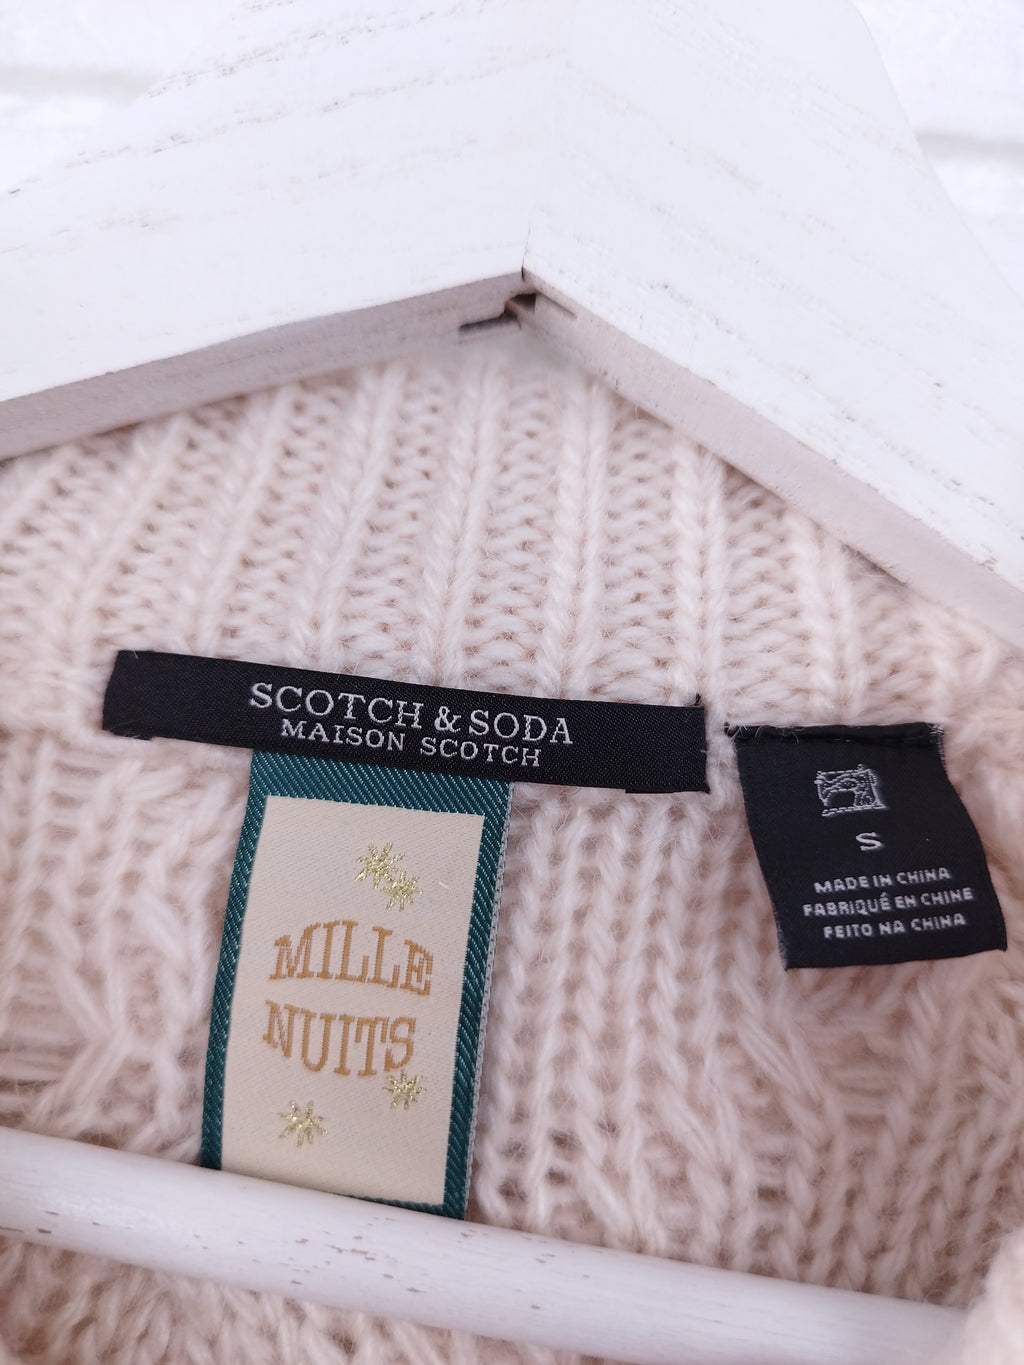 SCOTCH & SODA
MAISON SCOTCH
MILLE
NUITS
S
MADE IN CHINA
FABRIQUÉ EN CHINE
FEITO NA CHINA